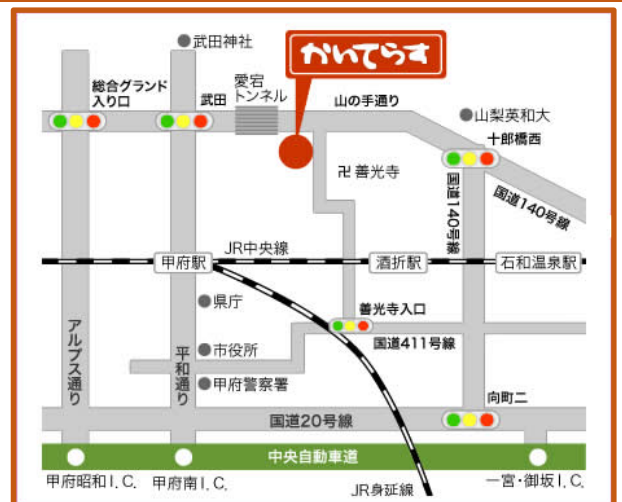 武田神社
かいてらす
総合グランド
入り口
武田
愛宕
トンネル
山の手通り
山梨英和大
十郎橋西
卍善光寺
国道140号線
国道140号線
JR中央線
甲府駅
酒折駅
石和温泉駅
県庁
善光寺入口
国道411号線
アルプス通り
平和通り
市役所
甲府警察署
向町二
国道20号線
中央自動車道
甲府昭和I.C.
甲府南I.C.
JR身延線
一宮・御坂I.C.